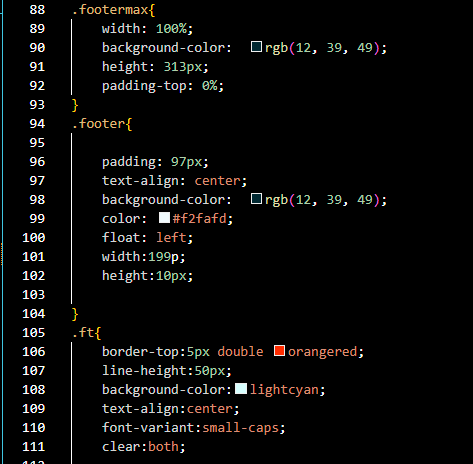 88 .footermax{
89 width: 100%;
90 background-color: rgb(12, 39, 49);
91 height: 313px;
92 padding-top: 0%;
93 }
94 .footer{
95
96 padding: 97px;
97 text-align: center;
98 background-color: rgb(12, 39, 49);
99 color: #f2fafd;
100 float: left;
101 width:199p;
102 height:10px;
103
104 }
105 .ft{
106 border-top:5px double orangered;
107 line-height:50px;
108 background-color:lightcyan;
109 text-align:center;
110 font-variant:small-caps;
111 clear:both;